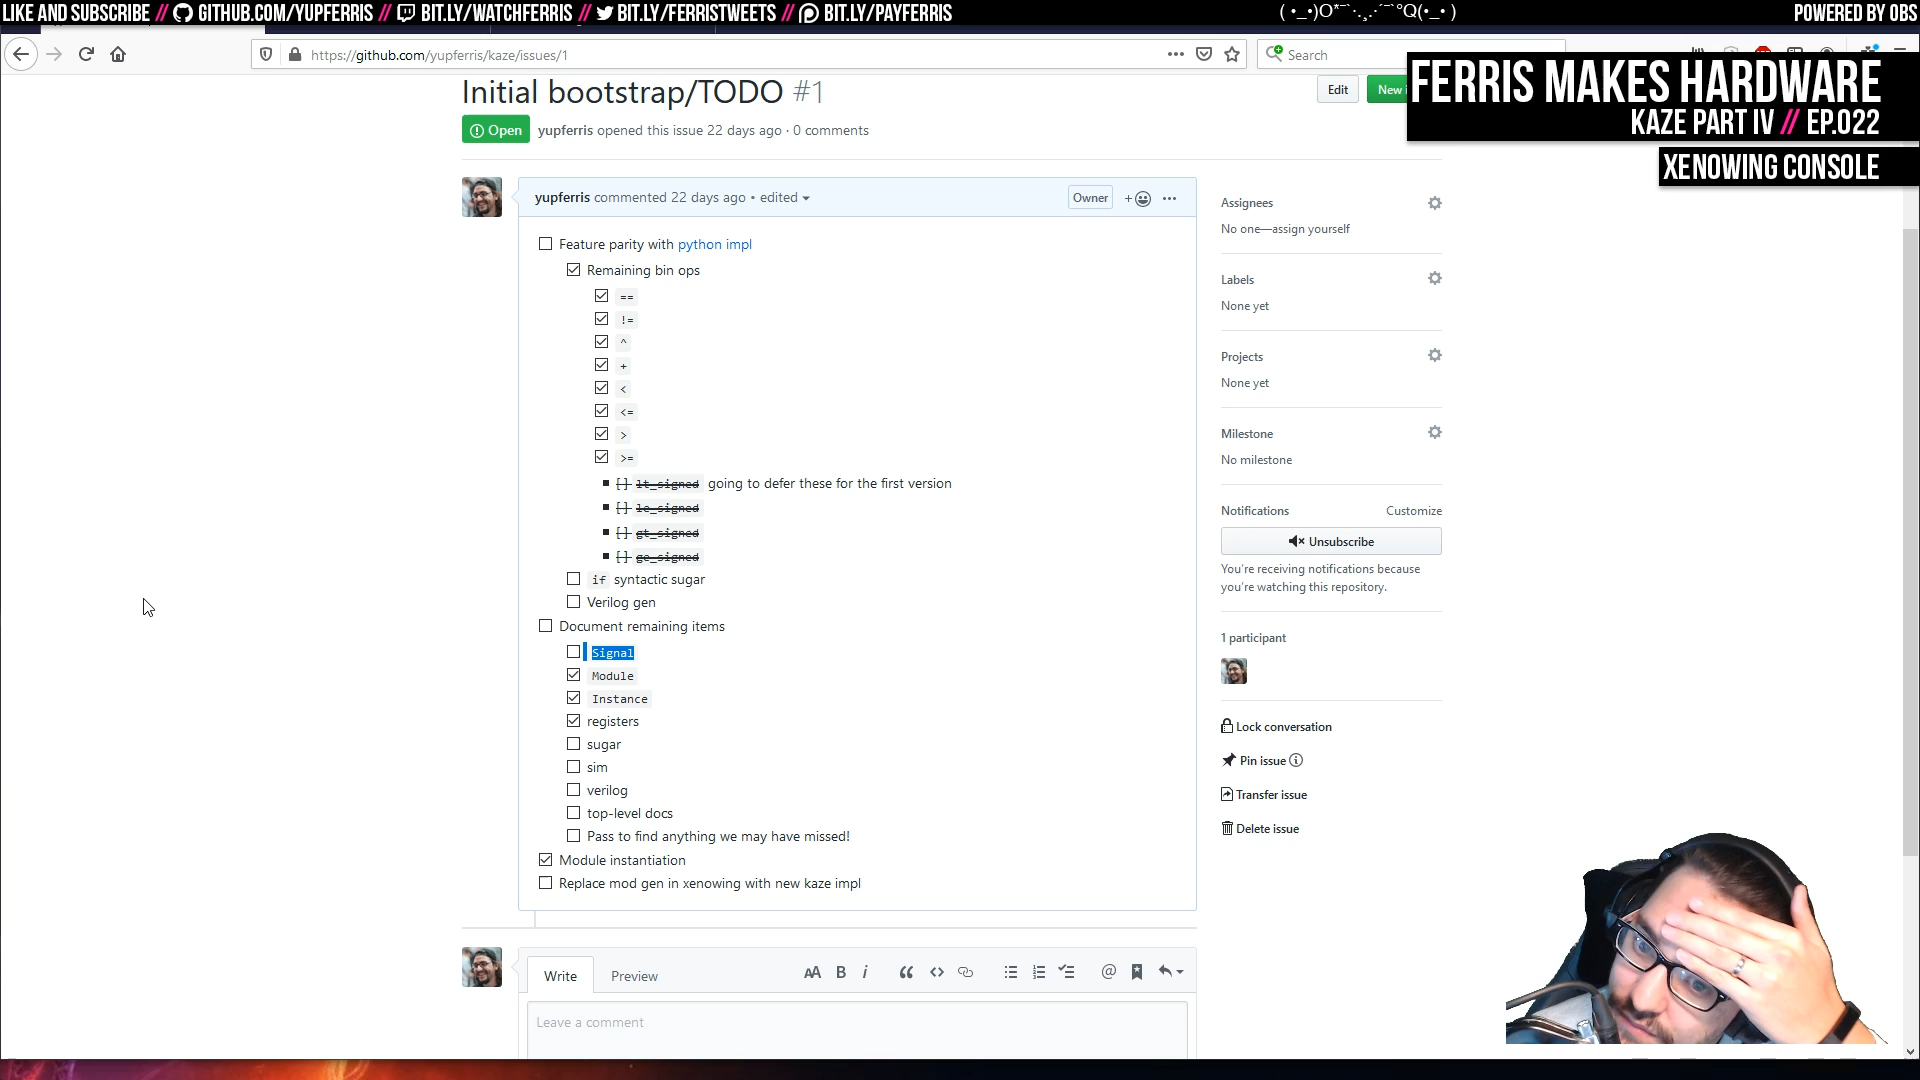 LIKE AND SUBSCRIBE // GITHUB.COM/YUPFERRIS // BIT.LY/WATCHFERRIS // BIT.LY/FERRISTWEETS // BIT.LY/PAYFERRIS
POWERED BY OBS
https://github.com/yupferris/kaze/issues/1
Search
FERRIS MAKES HARDWARE
KAZE PART IV // EP.022
XENOWING CONSOLE
Initial bootstrap/TODO #1
Edit
New
Open
yupferris opened this issue 22 days ago · 0 comments
yupferris commented 22 days ago • edited
Owner
Feature parity with python impl
Remaining bin ops
==
!=
^
+
<
<=
>
>=
[] lt_signed going to defer these for the first version
[] le_signed
[] gt_signed
[] ge_signed
if syntactic sugar
Verilog gen
Document remaining items
Signal
Module
Instance
registers
sugar
sim
verilog
top-level docs
Pass to find anything we may have missed!
Module instantiation
Replace mod gen in xenowing with new kaze impl
Assignees
No one—assign yourself
Labels
None yet
Projects
None yet
Milestone
No milestone
Notifications
Customize
Unsubscribe
You're receiving notifications because
you're watching this repository.
1 participant
Lock conversation
Pin issue
Transfer issue
Delete issue
Write
Preview
Leave a comment